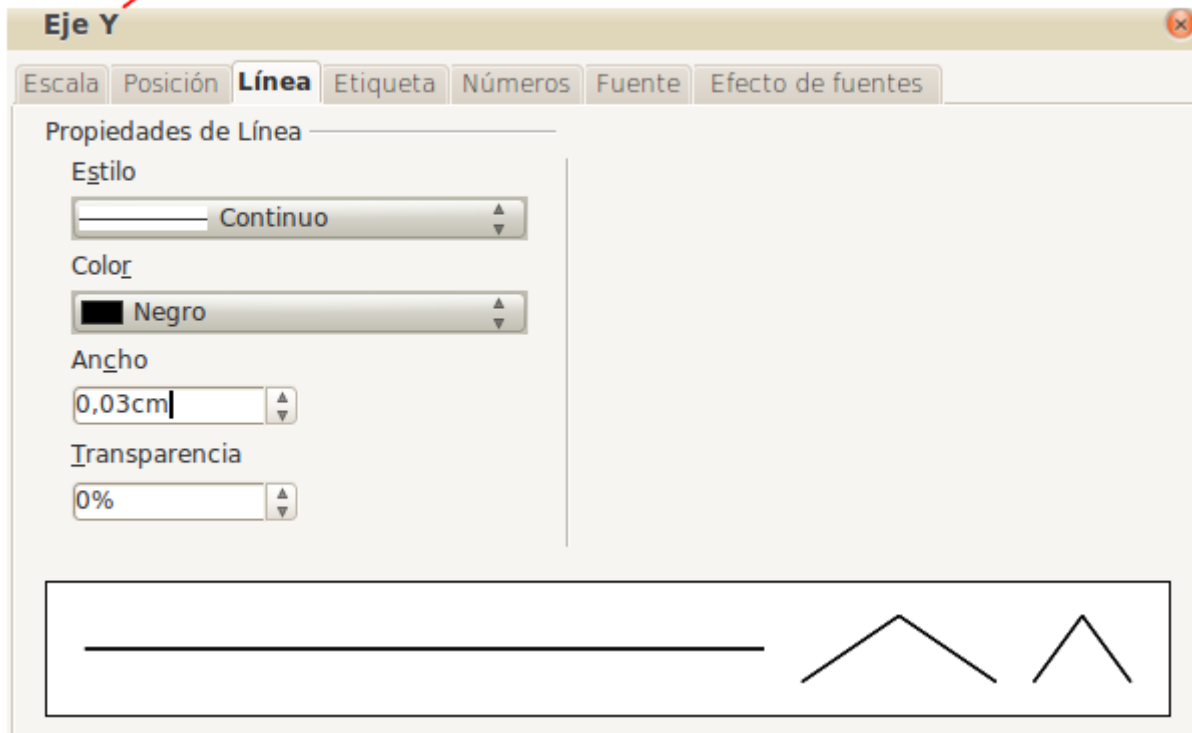 Eje Y
Escala Posición Línea Etiqueta Números Fuente Efecto de fuentes
Propiedades de Línea
Estilo
Continuo
Color
Negro
Ancho
0,03cm
Transparencia
0%